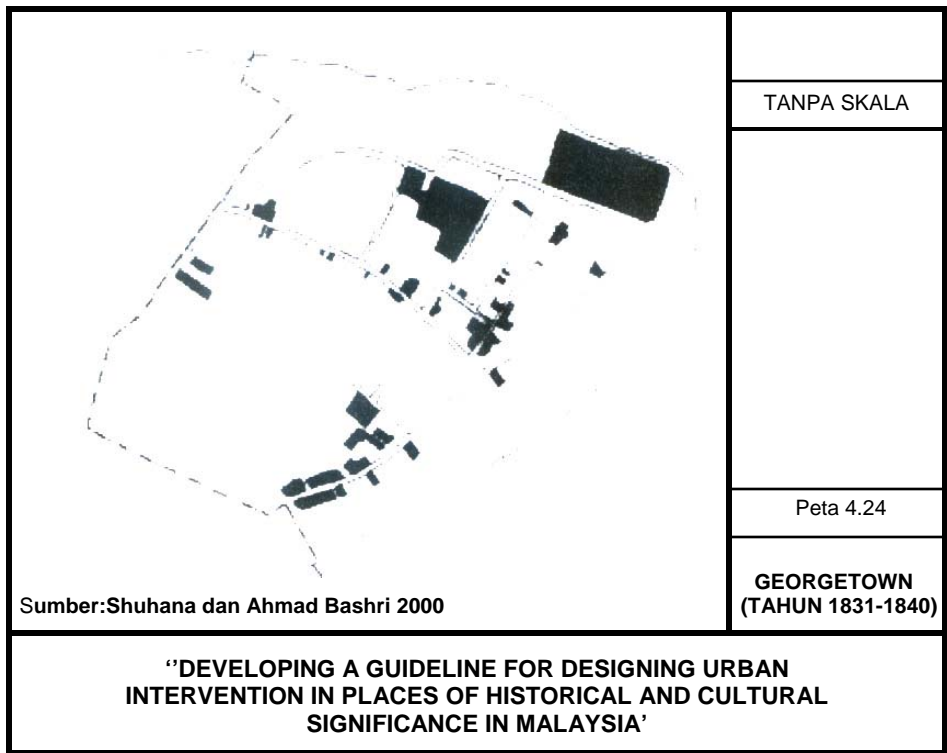 TANPA SKALA
Peta 4.24
GEORGETOWN
(TAHUN 1831-1840)
Sumber:Shuhana dan Ahmad Bashri 2000
‘’DEVELOPING A GUIDELINE FOR DESIGNING URBAN
INTERVENTION IN PLACES OF HISTORICAL AND CULTURAL
SIGNIFICANCE IN MALAYSIA’